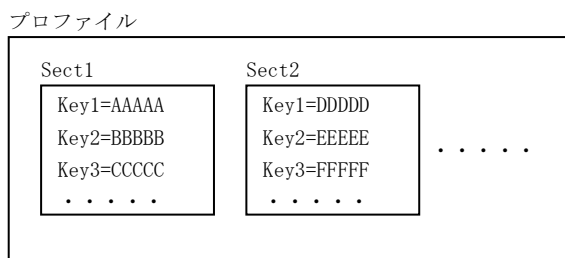 プロファイル
Sect1
Key1=AAAAA
Key2=BBBBB
Key3=CCCCC
・・・・・
Sect2
Key1=DDDDD
Key2=EEEEE
Key3=FFFFF
・・・・・
・・・・・